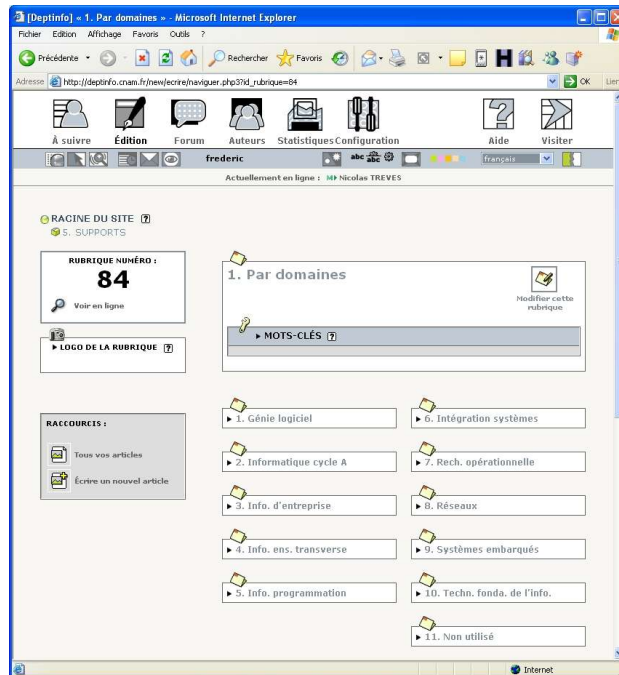 [Deptinfo] « 1. Par domaines » - Microsoft Internet Explorer
Fichier Edition Affichage Favoris Outils ?
Précédente Rechercher Favoris
Adresse http://deptinfo.cnam.fr/new/ecrire/naviguer.php3?id_rubrique=84 OK Lier
À suivre Édition Forum Auteurs Statistiques Configuration Aide Visiter
frederic abc abc abc français
Actuellement en ligne : Nicolas TREVES
RACINE DU SITE ?
5. SUPPORTS
RUBRIQUE NUMÉRO :
84
Voir en ligne
LOGO DE LA RUBRIQUE ?
1. Par domaines
Modifier cette
rubrique
MOTS-CLÉS ?
RACCOURCIS :
Tous vos articles
Écrire un nouvel article
1. Génie logiciel
2. Informatique cycle A
3. Info. d'entreprise
4. Info. ens. transverse
5. Info. programmation
6. Intégration systèmes
7. Rech. opérationnelle
8. Réseaux
9. Systèmes embarqués
10. Techn. fonda. de l'info.
11. Non utilisé
Internet